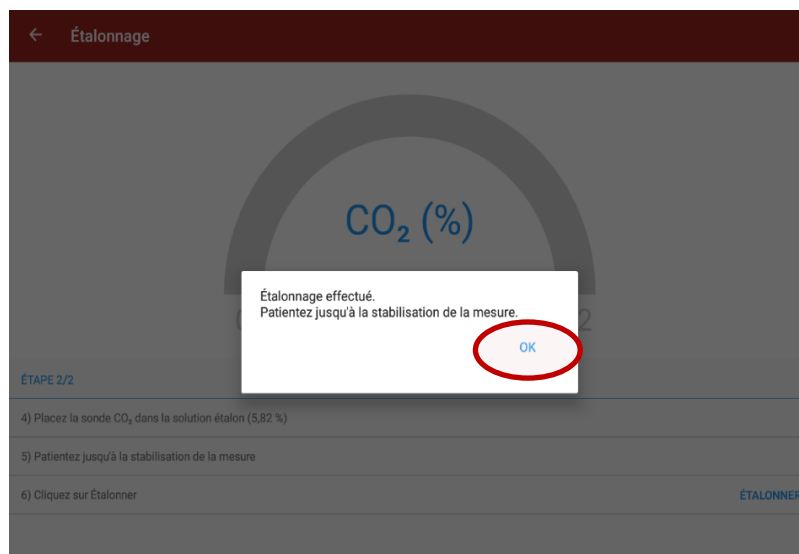 ← Étalonnage
CO₂ (%)
Étalonnage effectué.
Patientez jusqu'à la stabilisation de la mesure.
2
OK
ÉTAPE 2/2
4) Placez la sonde CO₂ dans la solution étalon (5,82 %)
5) Patientez jusqu'à la stabilisation de la mesure
6) Cliquez sur Étalonner
ÉTALONNER